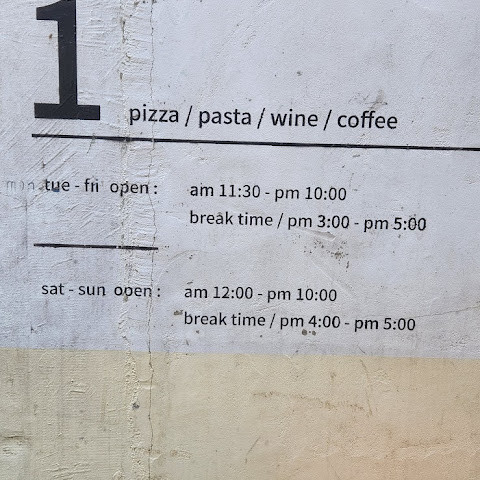 1
pizza / pasta / wine / coffee
mon tue - fri open : am 11:30 - pm 10:00
break time / pm 3:00 - pm 5:00
sat - sun open : am 12:00 - pm 10:00
break time / pm 4:00 - pm 5:00